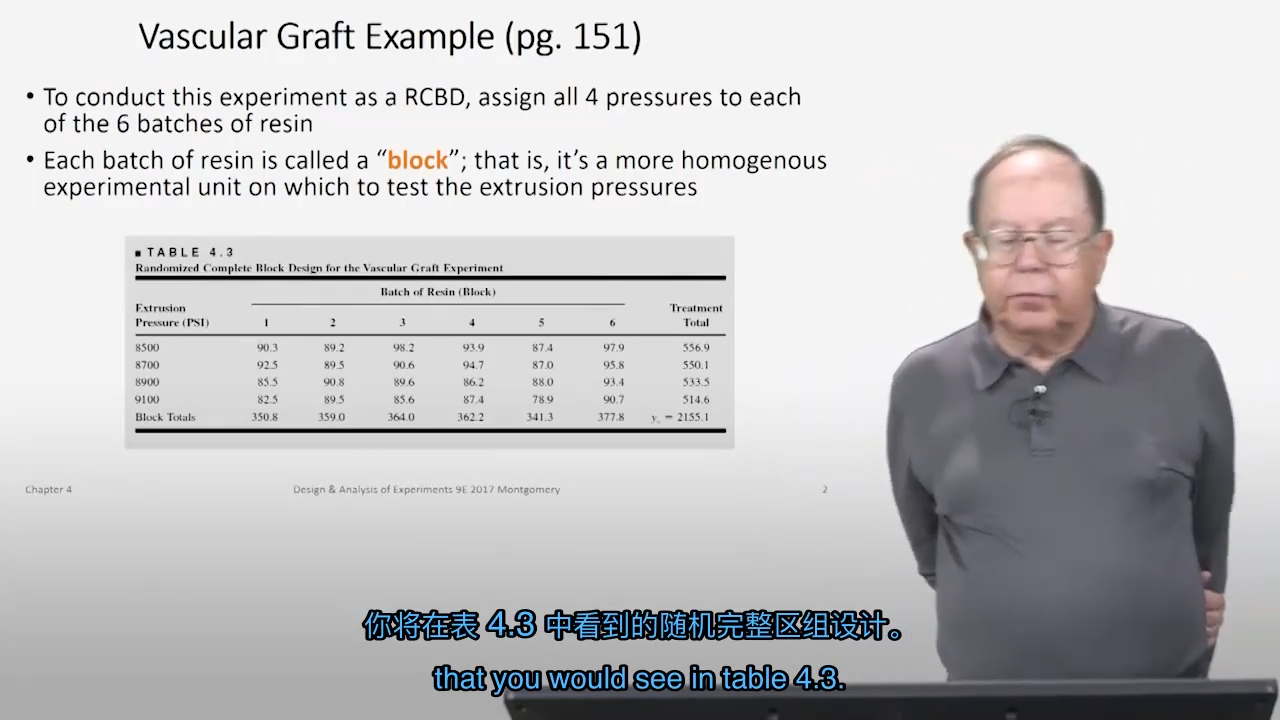 Vascular Graft Example (pg. 151)
• To conduct this experiment as a RCBD, assign all 4 pressures to each
of the 6 batches of resin
• Each batch of resin is called a “block”; that is, it’s a more homogenous
experimental unit on which to test the extrusion pressures
■ TABLE 4.3
Randomized Complete Block Design for the Vascular Graft Experiment
Batch of Resin (Block)
Extrusion Treatment
Pressure (PSI) 1 2 3 4 5 6 Total
8500 90.3 89.2 98.2 93.9 87.4 97.9 556.9
8700 92.5 89.5 90.6 94.7 87.0 95.8 550.1
8900 85.5 90.8 89.6 86.2 88.0 93.4 533.5
9100 82.5 89.5 85.6 87.4 78.9 90.7 514.6
Block Totals 350.8 359.0 364.0 362.2 341.3 377.8 y.. = 2155.1
Chapter 4 Design & Analysis of Experiments 9E 2017 Montgomery 2
你将在表 4.3 中看到的随机完整区组设计。
that you would see in table 4.3.